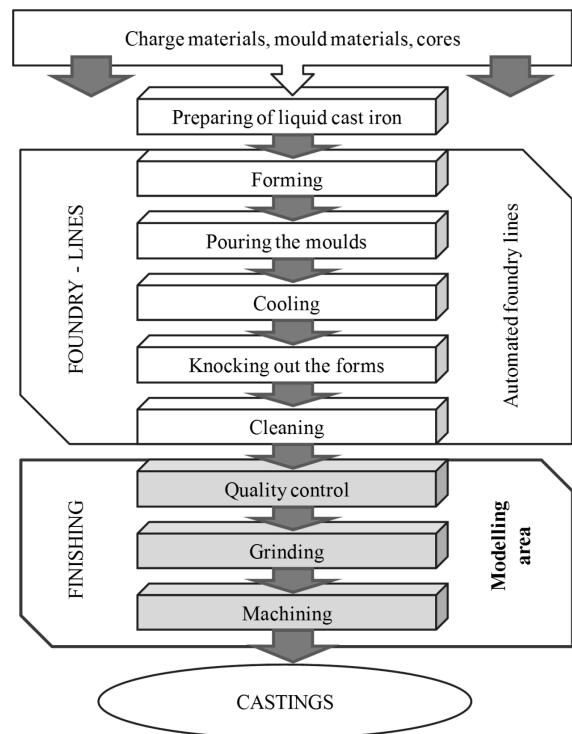 Charge materials, mould materials, cores
Preparing of liquid cast iron
FOUNDRY - LINES
Forming
Pouring the moulds
Cooling
Knocking out the forms
Cleaning
Automated foundry lines
FINISHING
Quality control
Grinding
Machining
Modelling
area
CASTINGS